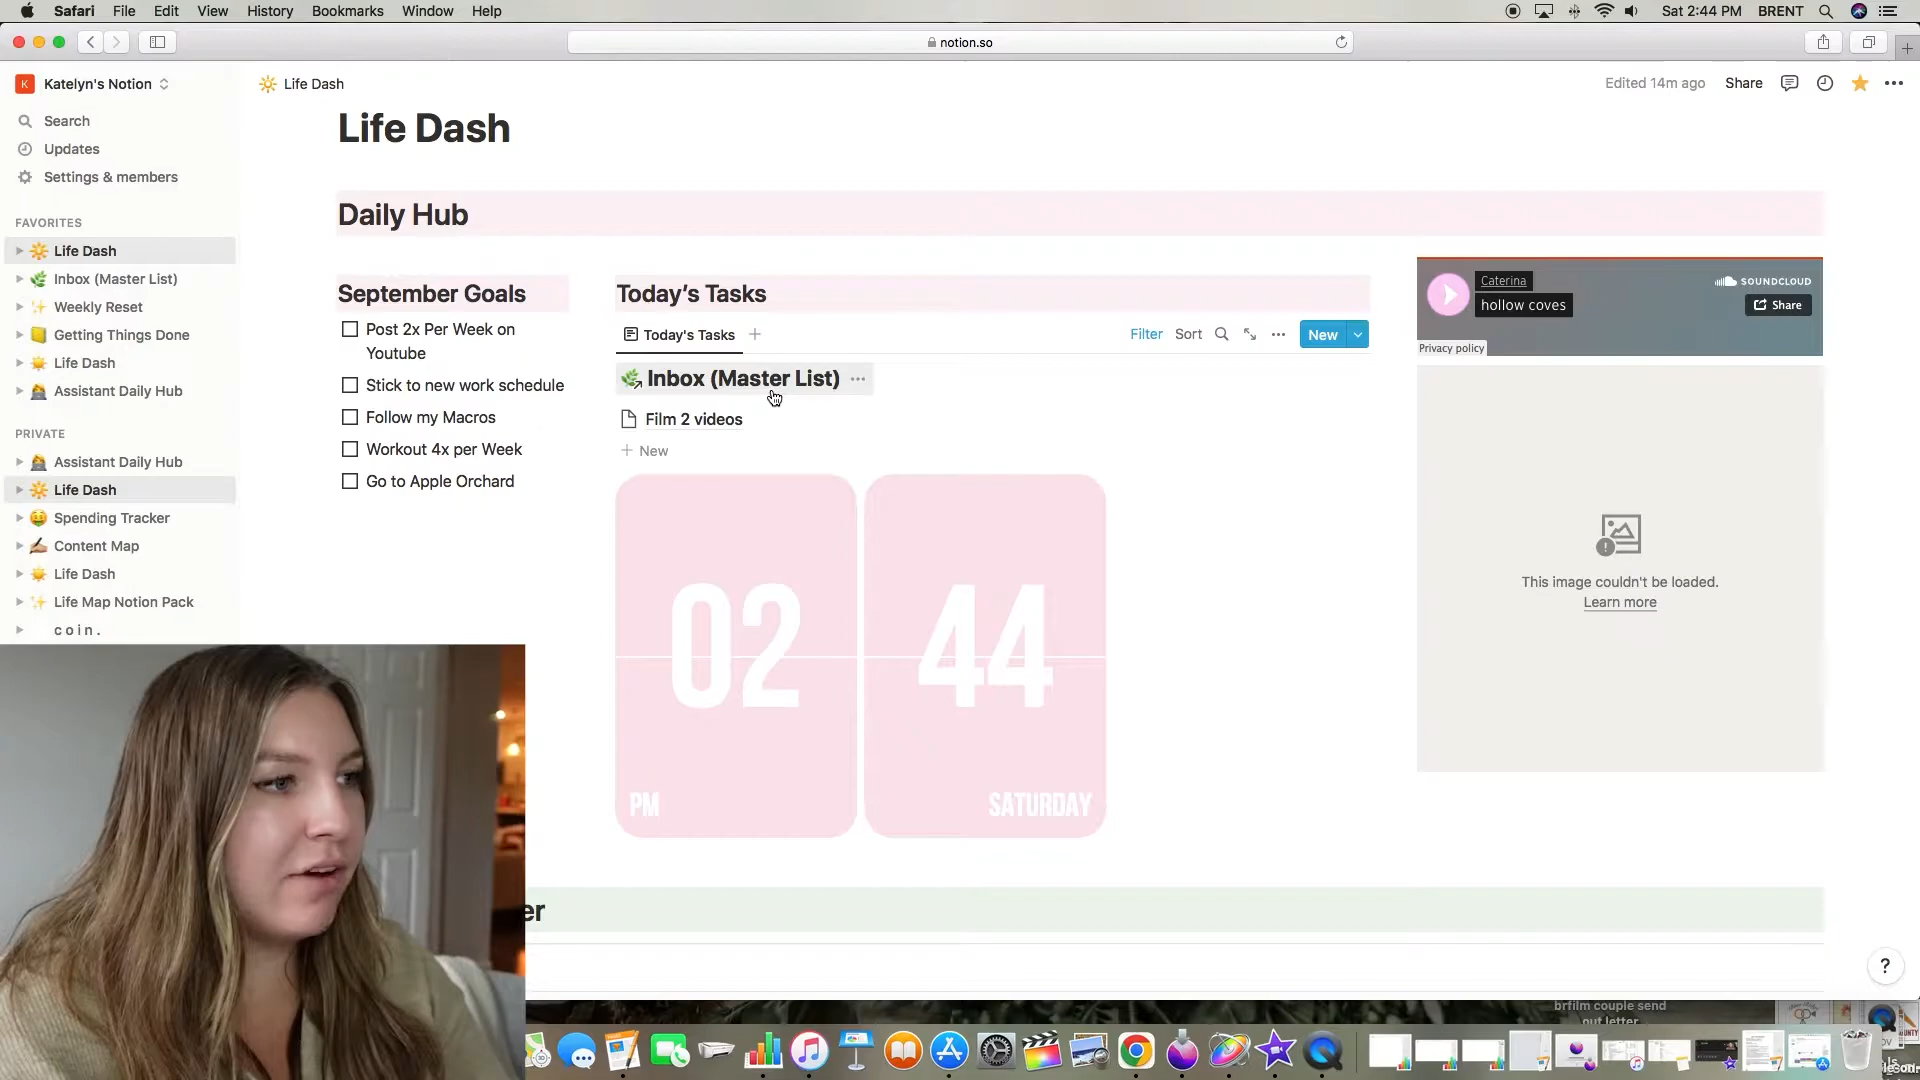 Safari File Edit View History Bookmarks Window Help
Sat 2:44 PM BRENT
notion.so
K Katelyn's Notion
Life Dash
Edited 14m ago Share
Search
Updates
Settings & members
FAVORITES
Life Dash
Inbox (Master List)
Weekly Reset
Getting Things Done
Life Dash
Assistant Daily Hub
PRIVATE
Assistant Daily Hub
Life Dash
Spending Tracker
Content Map
Life Dash
Life Map Notion Pack
c o i n .
Life Dash
Daily Hub
September Goals
Post 2x Per Week on
Youtube
Stick to new work schedule
Follow my Macros
Workout 4x per Week
Go to Apple Orchard
Today's Tasks
Today's Tasks
Filter Sort New
Inbox (Master List)
Film 2 videos
+ New
02 44
PM SATURDAY
Caterina
hollow coves
SOUNDCLOUD
Share
Privacy policy
This image couldn't be loaded.
Learn more
er
?
brfilm couple send
out letter